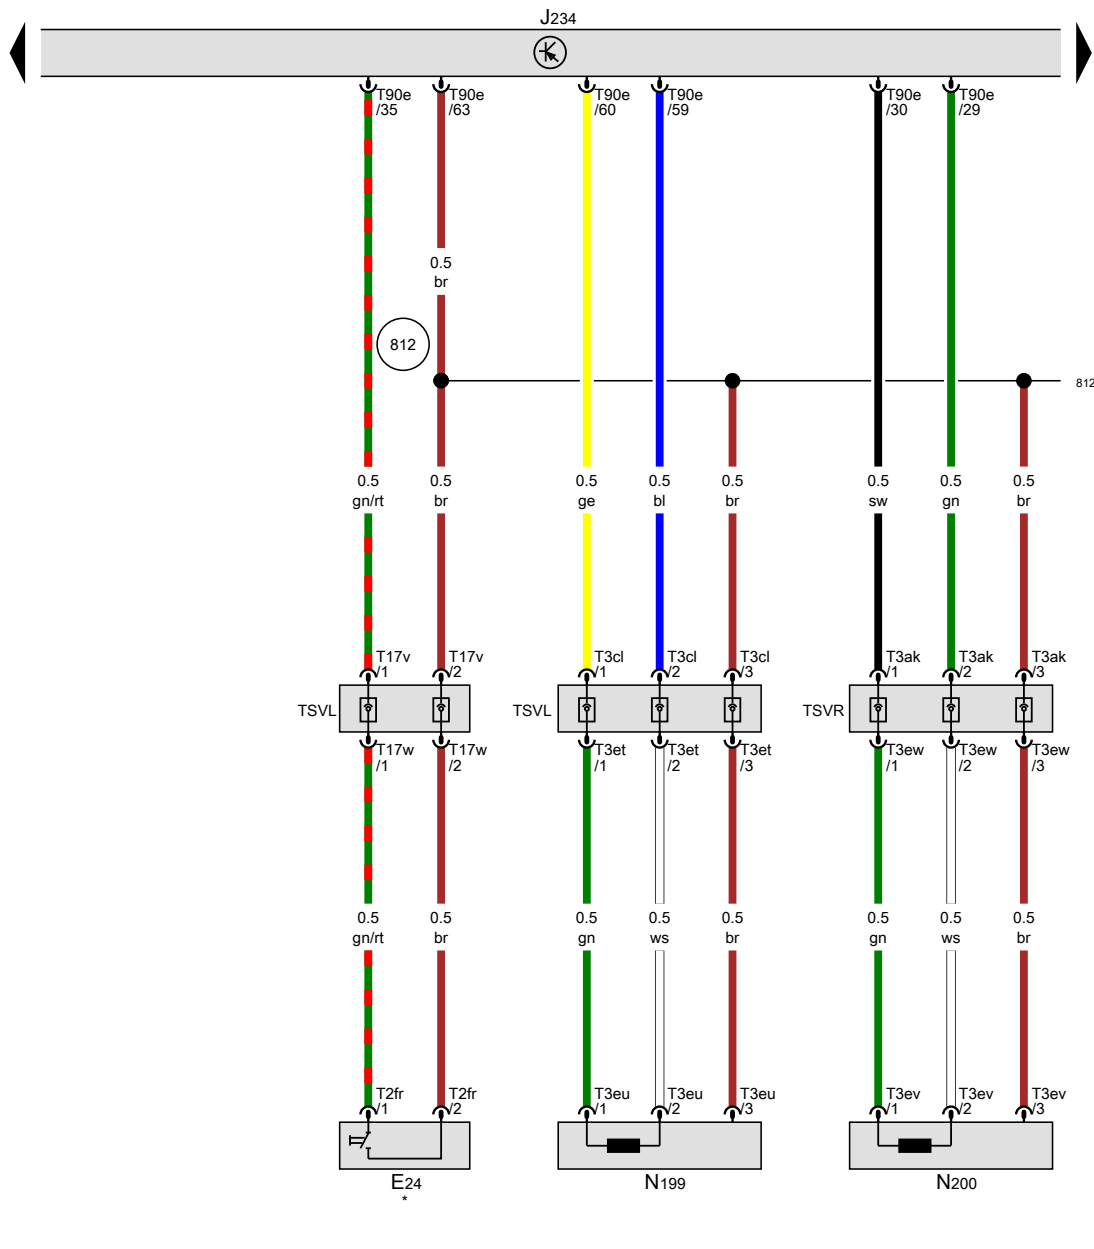 J234
T90e T90e T90e T90e T90e T90e
/35 /63 /60 /59 /30 /29
0.5
br
812
812
0.5 0.5 0.5 0.5 0.5 0.5 0.5 0.5
gn/rt br ge bl br sw gn br
T17v T17v T3cl T3cl T3cl T3ak T3ak T3ak
/1 /2 /1 /2 /3 /1 /2 /3
TSVL TSVL TSVR
T17w T17w T3et T3et T3et T3ew T3ew T3ew
/1 /2 /1 /2 /3 /1 /2 /3
0.5 0.5 0.5 0.5 0.5 0.5 0.5 0.5
gn/rt br gn ws br gn ws br
T2fr T2fr T3eu T3eu T3eu T3ev T3ev T3ev
/1 /2 /1 /2 /3 /1 /2 /3
E24 N199 N200
*